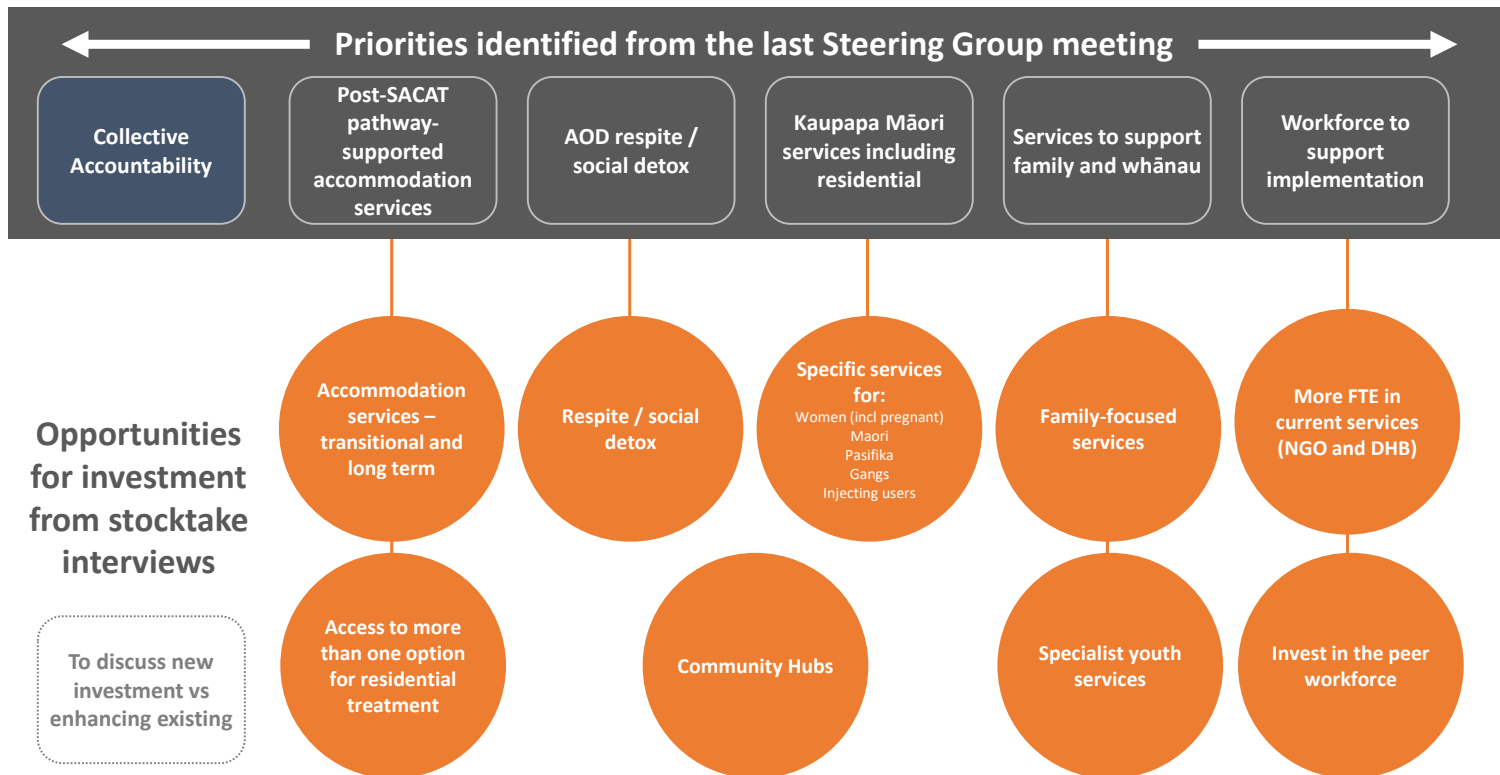 Priorities identified from the last Steering Group meeting
Collective
Accountability
Post-SACAT
pathway-
supported
accommodation
services
AOD respite /
social detox
Kaupapa Māori
services including
residential
Services to support
family and whānau
Workforce to
support
implementation
Opportunities
for investment
from stocktake
interviews
Accommodation
services –
transitional and
long term
Respite / social
detox
Specific services
for:
Women (incl pregnant)
Maori
Pasifika
Gangs
Injecting users
Family-focused
services
More FTE in
current services
(NGO and DHB)
To discuss new
investment vs
enhancing existing
Access to more
than one option
for residential
treatment
Community Hubs
Specialist youth
services
Invest in the peer
workforce